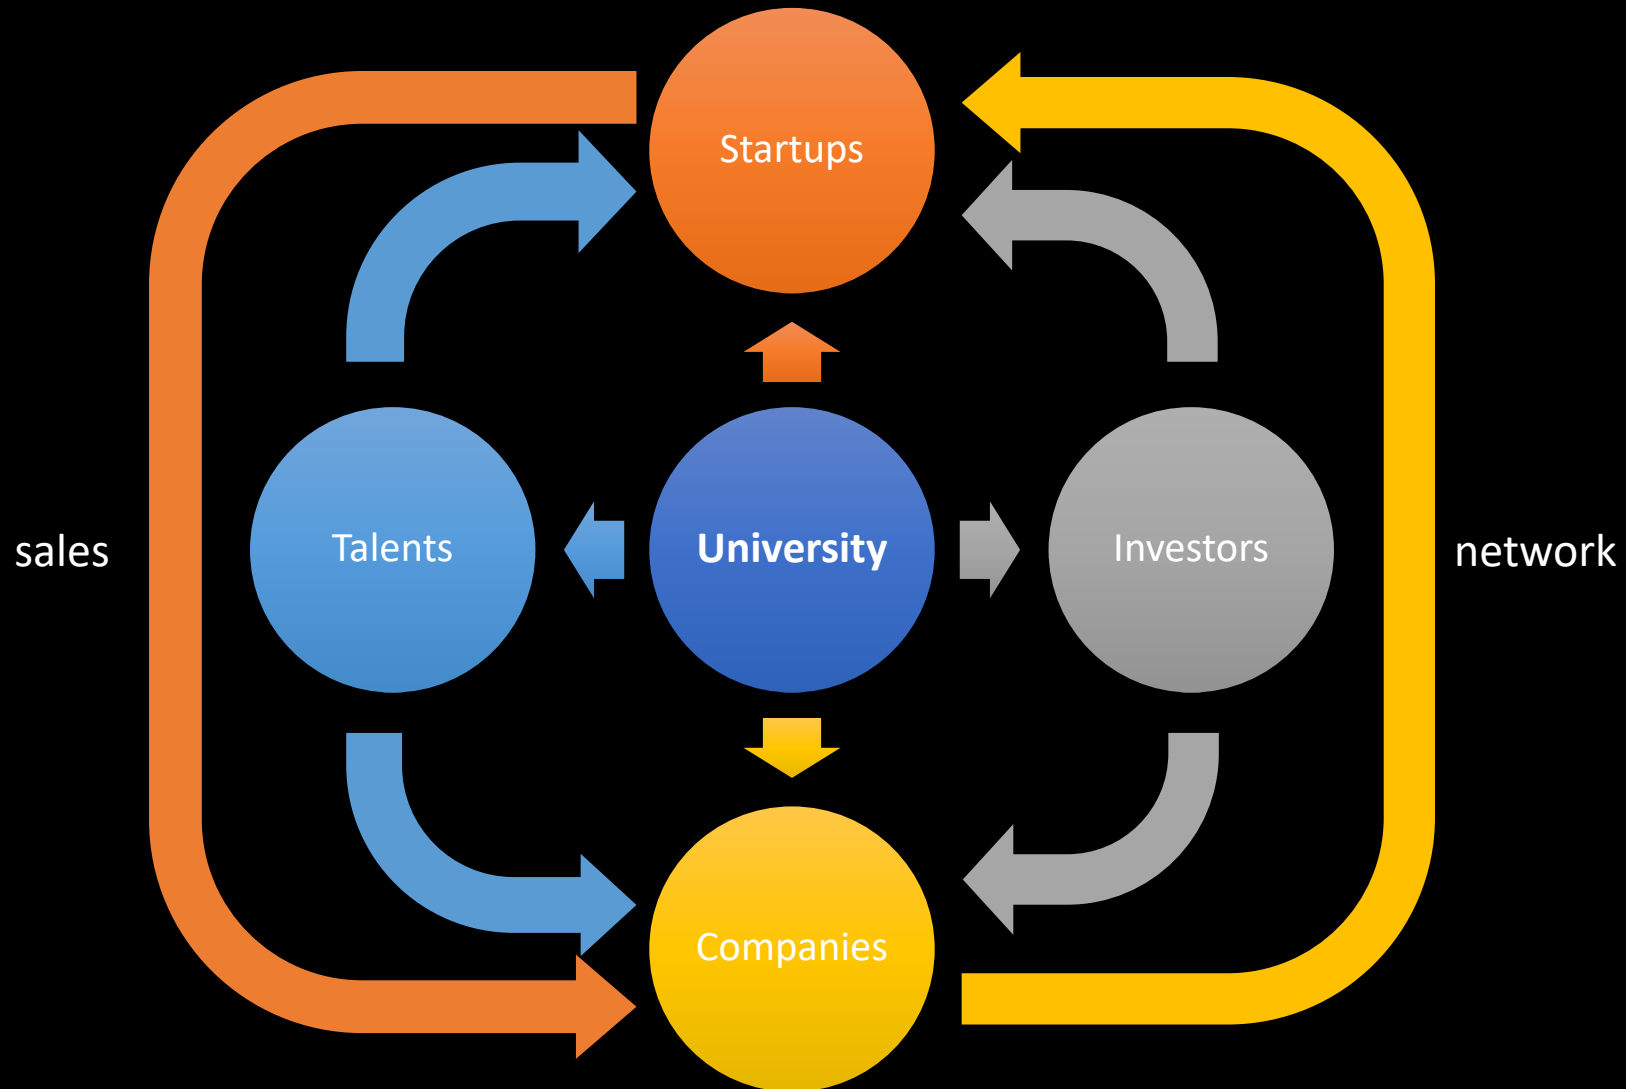 Startups
sales
Talents
University
Investors
network
Companies